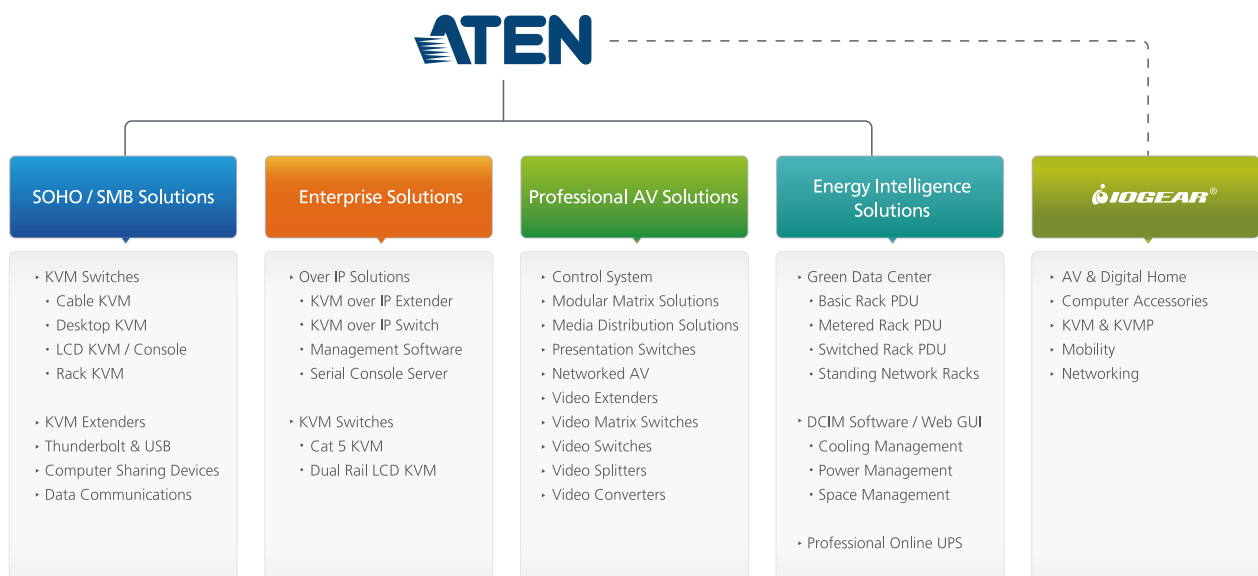 ATEN
SOHO / SMB Solutions
KVM Switches
Cable KVM
Desktop KVM
LCD KVM / Console
Rack KVM
KVM Extenders
Thunderbolt & USB
Computer Sharing Devices
Data Communications
Enterprise Solutions
Over IP Solutions
KVM over IP Extender
KVM over IP Switch
Management Software
Serial Console Server
KVM Switches
Cat 5 KVM
Dual Rail LCD KVM
Professional AV Solutions
Control System
Modular Matrix Solutions
Media Distribution Solutions
Presentation Switches
Networked AV
Video Extenders
Video Matrix Switches
Video Switches
Video Splitters
Video Converters
Energy Intelligence
Solutions
Green Data Center
Basic Rack PDU
Metered Rack PDU
Switched Rack PDU
Standing Network Racks
DCIM Software / Web GUI
Cooling Management
Power Management
Space Management
Professional Online UPS
IOGEAR®
AV & Digital Home
Computer Accessories
KVM & KVMP
Mobility
Networking